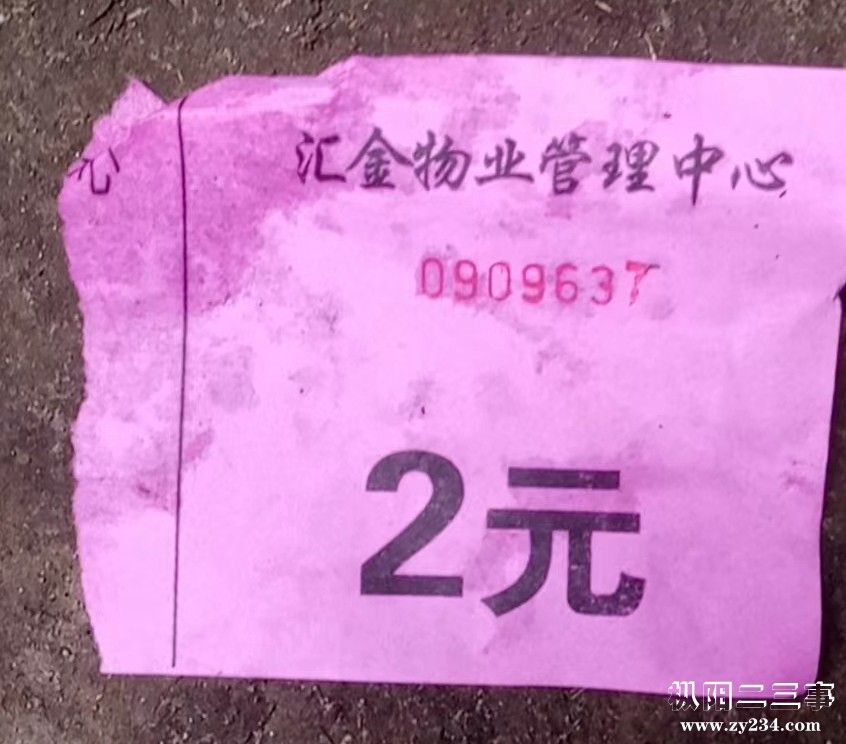 心
汇金物业管理中心
0909637
2元
枞阳二三事
www.zy234.com